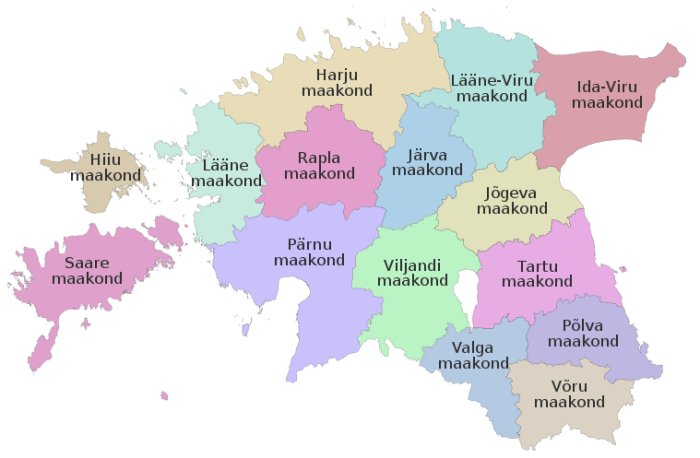 Harju
maakond
Lääne-Viru
maakond
Ida-Viru
maakond
Hiiu
maakond
Lääne
maakond
Rapla
maakond
Järva
maakond
Jõgeva
maakond
Saare
maakond
Pärnu
maakond
Viljandi
maakond
Tartu
maakond
Valga
maakond
Põlva
maakond
Võru
maakond